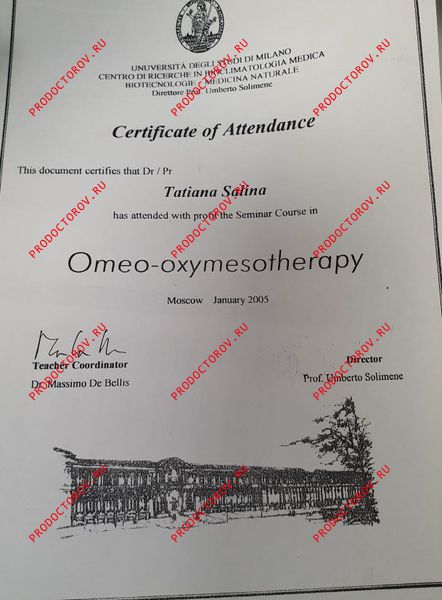 UNIVERSITÀ DEGLI STUDI DI MILANO
CENTRO DI RICERCHE IN BIOCLIMATOLOGIA MEDICA
BIOTECNOLOGIE MEDICINA NATURALE
Direttore Prof. Umberto Solimene
Certificate of Attendance
This document certifies that Dr / Pr
Tatiana Salina
has attended with profit the Seminar Course in
Omeo-oxymesotherapy
Moscow January 2005
Teacher Coordinator
Dr. Massimo De Bellis
Director
Prof. Umberto Solimene
PRODOCTOROV.RU